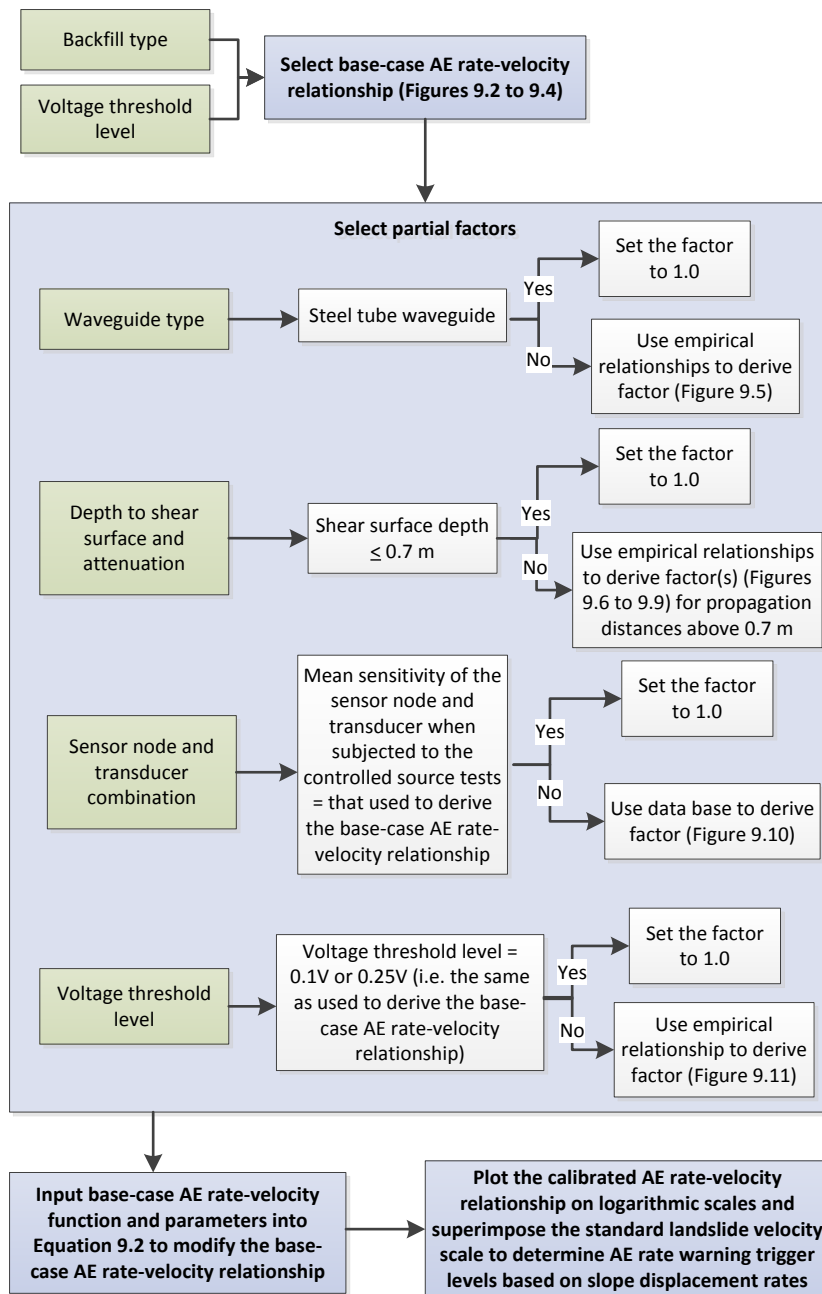 Backfill type
Voltage threshold
level
Select base-case AE rate-velocity
relationship (Figures 9.2 to 9.4)
Select partial factors
Waveguide type
Steel tube waveguide
Yes
No
Set the factor
to 1.0
Use empirical
relationships to derive
factor (Figure 9.5)
Depth to shear
surface and
attenuation
Shear surface depth
≤ 0.7 m
Yes
No
Set the factor
to 1.0
Use empirical relationships
to derive factor(s) (Figures
9.6 to 9.9) for propagation
distances above 0.7 m
Sensor node and
transducer
combination
Mean sensitivity of the
sensor node and
transducer when
subjected to the
controlled source tests
= that used to derive
the base-case AE rate-
velocity relationship
Yes
No
Set the factor
to 1.0
Use data base to derive
factor (Figure 9.10)
Voltage threshold
level
Voltage threshold level =
0.1V or 0.25V (i.e. the same
as used to derive the base-
case AE rate-velocity
relationship)
Yes
No
Set the factor
to 1.0
Use empirical
relationship to derive
factor (Figure 9.11)
Input base-case AE rate-velocity
function and parameters into
Equation 9.2 to modify the base-
case AE rate-velocity relationship
Plot the calibrated AE rate-velocity
relationship on logarithmic scales and
superimpose the standard landslide velocity
scale to determine AE rate warning trigger
levels based on slope displacement rates